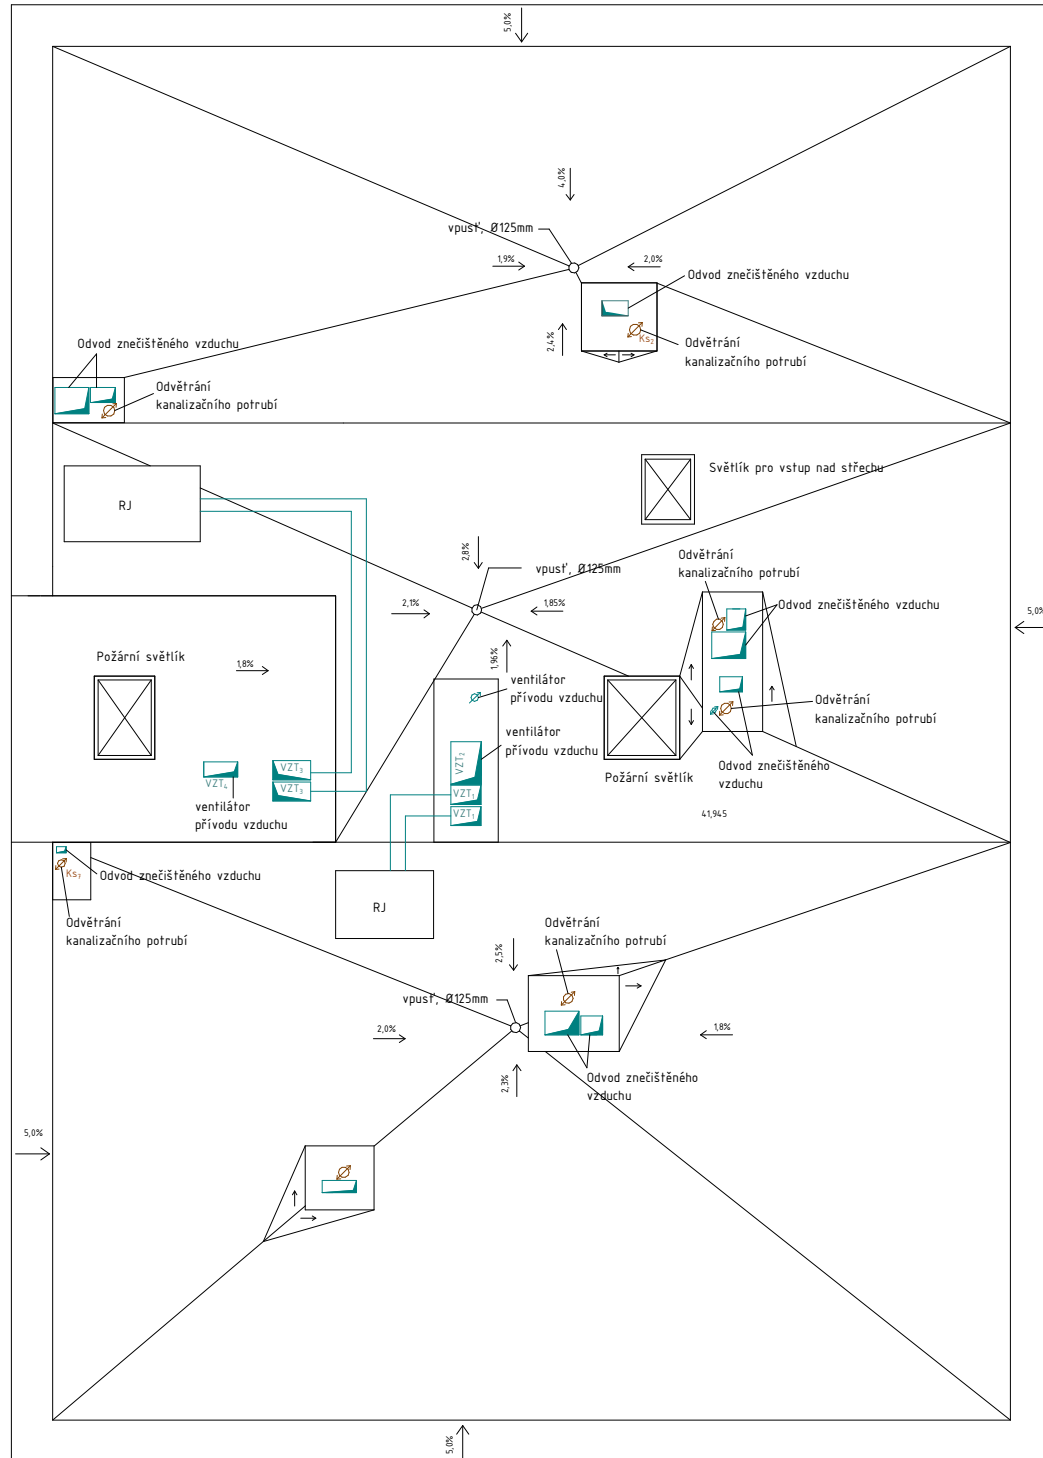 5,0%
4,0%
vpusť, Ø125mm
1,9%
2,0%
Odvod znečištěného vzduchu
2,4%
Ks₂
Odvětrání
kanalizačního potrubí
Odvod znečištěného vzduchu
Odvětrání
kanalizačního potrubí
Světlík pro vstup nad střechu
RJ
2,8%
vpusť, Ø125mm
Odvětrání
kanalizačního potrubí
2,1%
1,85%
Odvod znečištěného vzduchu
5,0%
1,96%
Požární světlík
1,8%
ventilátor
přívodu vzduchu
Odvětrání
kanalizačního potrubí
ventilátor
přívodu vzduchu
VZT₂
VZT₃
VZT₄
VZT₃
VZT₁
VZT₁
Požární světlík
Odvod znečištěného
vzduchu
ventilátor
přívodu vzduchu
41,945
Ks₇
Odvod znečištěného vzduchu
RJ
Odvětrání
kanalizačního potrubí
Odvětrání
kanalizačního potrubí
2,5%
vpusť, Ø125mm
2,0%
1,8%
2,3%
Odvod znečištěného
vzduchu
5,0%
5,0%